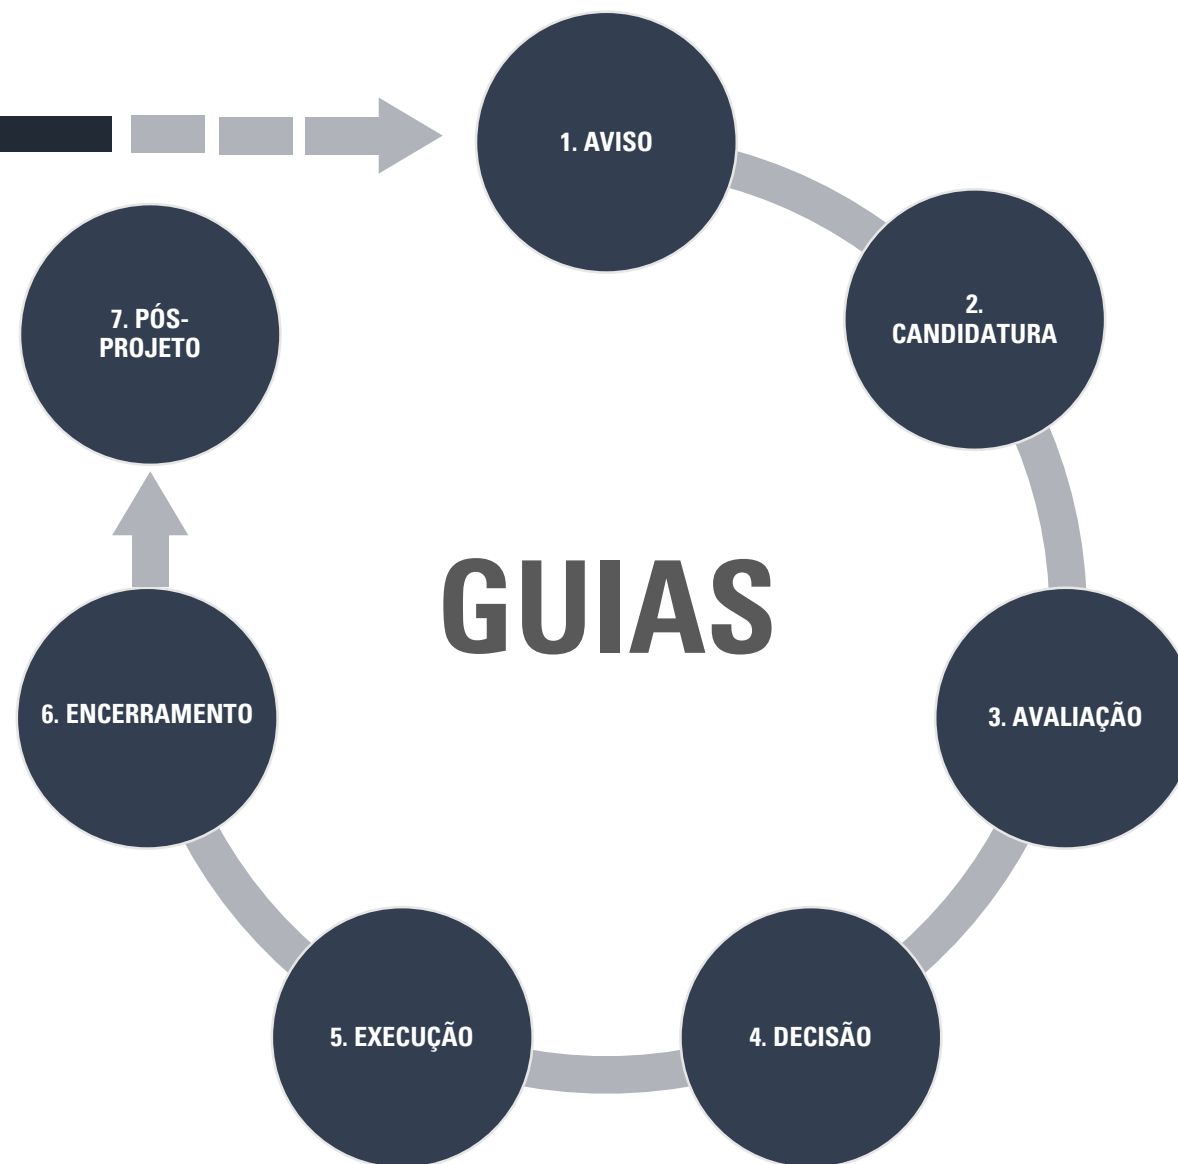 1. AVISO
2.
CANDIDATURA
3. AVALIAÇÃO
4. DECISÃO
5. EXECUÇÃO
6. ENCERRAMENTO
7. PÓS-
PROJETO
GUIAS